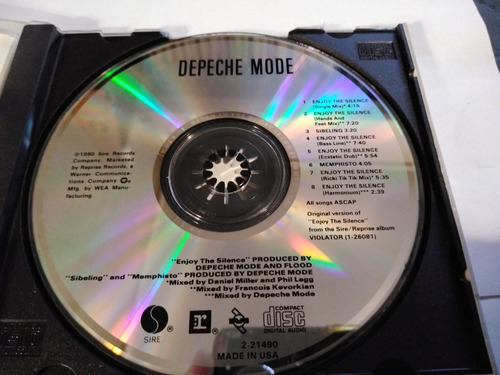 DEPECHE MODE
1 ENJOY THE SILENCE
(Single Mix)* 4:15
2 ENJOY THE SILENCE
(Hands And
Feet Mix)** 7:20
3 SIBELING 3:20
4 ENJOY THE SILENCE
(Bass Line)** 7:40
5 ENJOY THE SILENCE
(Ecstatic Dub)** 5:54
6 MEMPHISTO 4:05
7 ENJOY THE SILENCE
(Ricki Tik Tik Mix)* 5:35
8 ENJOY THE SILENCE
(Harmonium)*** 2:39
All songs ASCAP
Original version of
"Enjoy The Silence"
from the Sire/Reprise album
VIOLATOR (1-26081)
℗1990 Sire Records
Company. Marketed
by Reprise Records, a
Warner Communica-
tions Company
Mfg. by WEA Manu-
facturing.
"Enjoy The Silence" PRODUCED BY
DEPECHE MODE AND FLOOD
"Sibeling" and "Memphisto" PRODUCED BY DEPECHE MODE
*Mixed by Daniel Miller and Phil Legg
**Mixed by Francois Kevorkian
***Mixed by Depeche Mode
SIRE
r
COMPACT
disc
DIGITAL AUDIO
2-21490
MADE IN USA